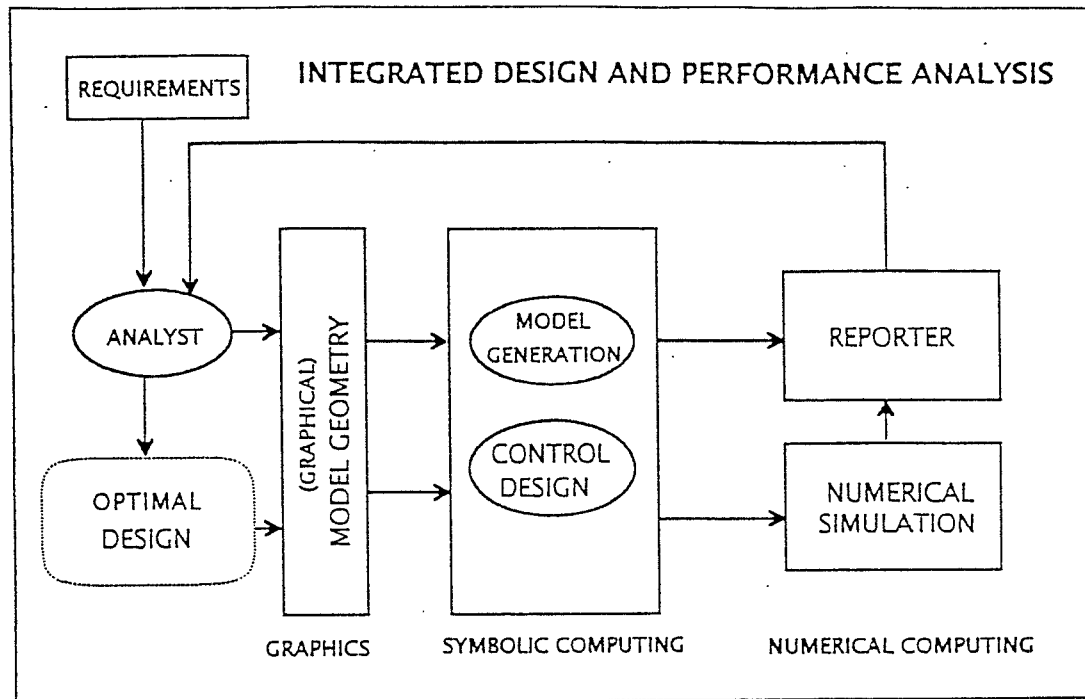 INTEGRATED DESIGN AND PERFORMANCE ANALYSIS
REQUIREMENTS
ANALYST
OPTIMAL
DESIGN
(GRAPHICAL)
MODEL GEOMETRY
MODEL
GENERATION
CONTROL
DESIGN
REPORTER
NUMERICAL
SIMULATION
GRAPHICS
SYMBOLIC COMPUTING
NUMERICAL COMPUTING